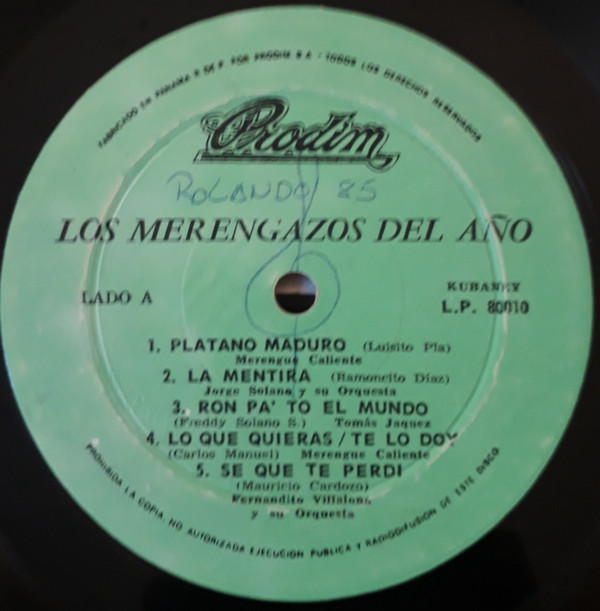 FABRICADO EN PANAMA R DE P. POR PRODIM S A - TODOS LOS DERECHOS RESERVADOS
Prodim
ROLANDO 85
LOS MERENGAZOS DEL AÑO
LADO A
KUBANEY
L.P. 80010
1. PLATANO MADURO (Luisito Pla)
Merengue Caliente
2. LA MENTIRA (Ramoncito Diaz)
Jorge Solano y su Orquesta
3. RON PA' TO EL MUNDO
(Freddy Solano S.) Tomás Jaquez
4. LO QUE QUIERAS/TE LO DOY
(Carlos Manuel) Merengue Caliente
5. SE QUE TE PERDI
(Mauricio Cardozo)
Fernandito Villalona
y su Orquesta
PROHIBIDA LA COPIA, NO AUTORIZADA EJECUCION PUBLICA Y RADIODIFUSION DE ESTE DISCO